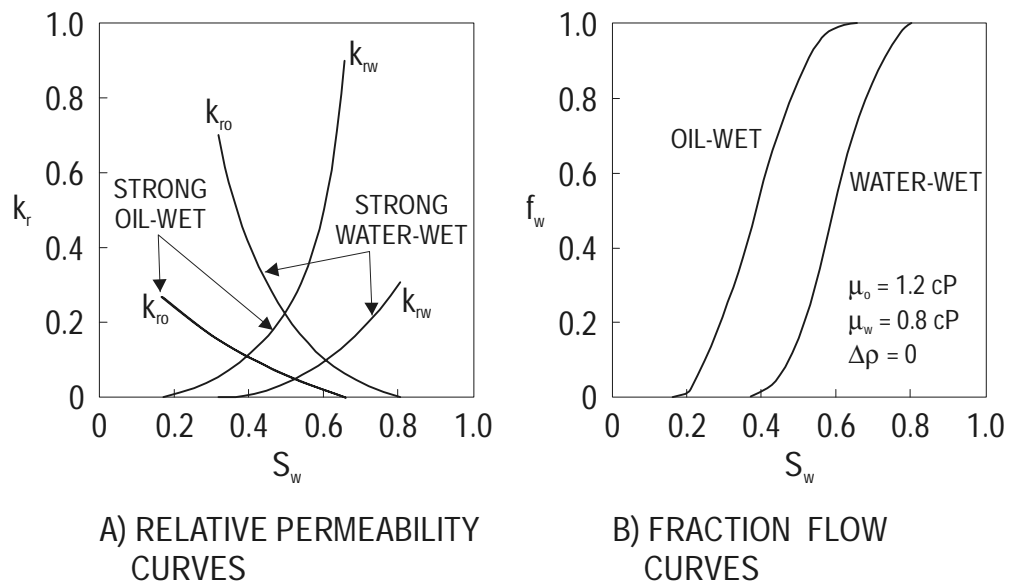 1.0
0.8
0.6
0.4
0.2
0
k_r
k_ro
k_rw
STRONG
OIL-WET
STRONG
WATER-WET
k_ro
k_rw
0 0.2 0.4 0.6 0.8 1.0
S_w
A) RELATIVE PERMEABILITY
CURVES
1.0
0.8
0.6
0.4
0.2
0
f_w
OIL-WET
WATER-WET
μ_o = 1.2 cP
μ_w = 0.8 cP
Δρ = 0
0.2 0.4 0.6 0.8 1.0
S_w
B) FRACTION FLOW
CURVES